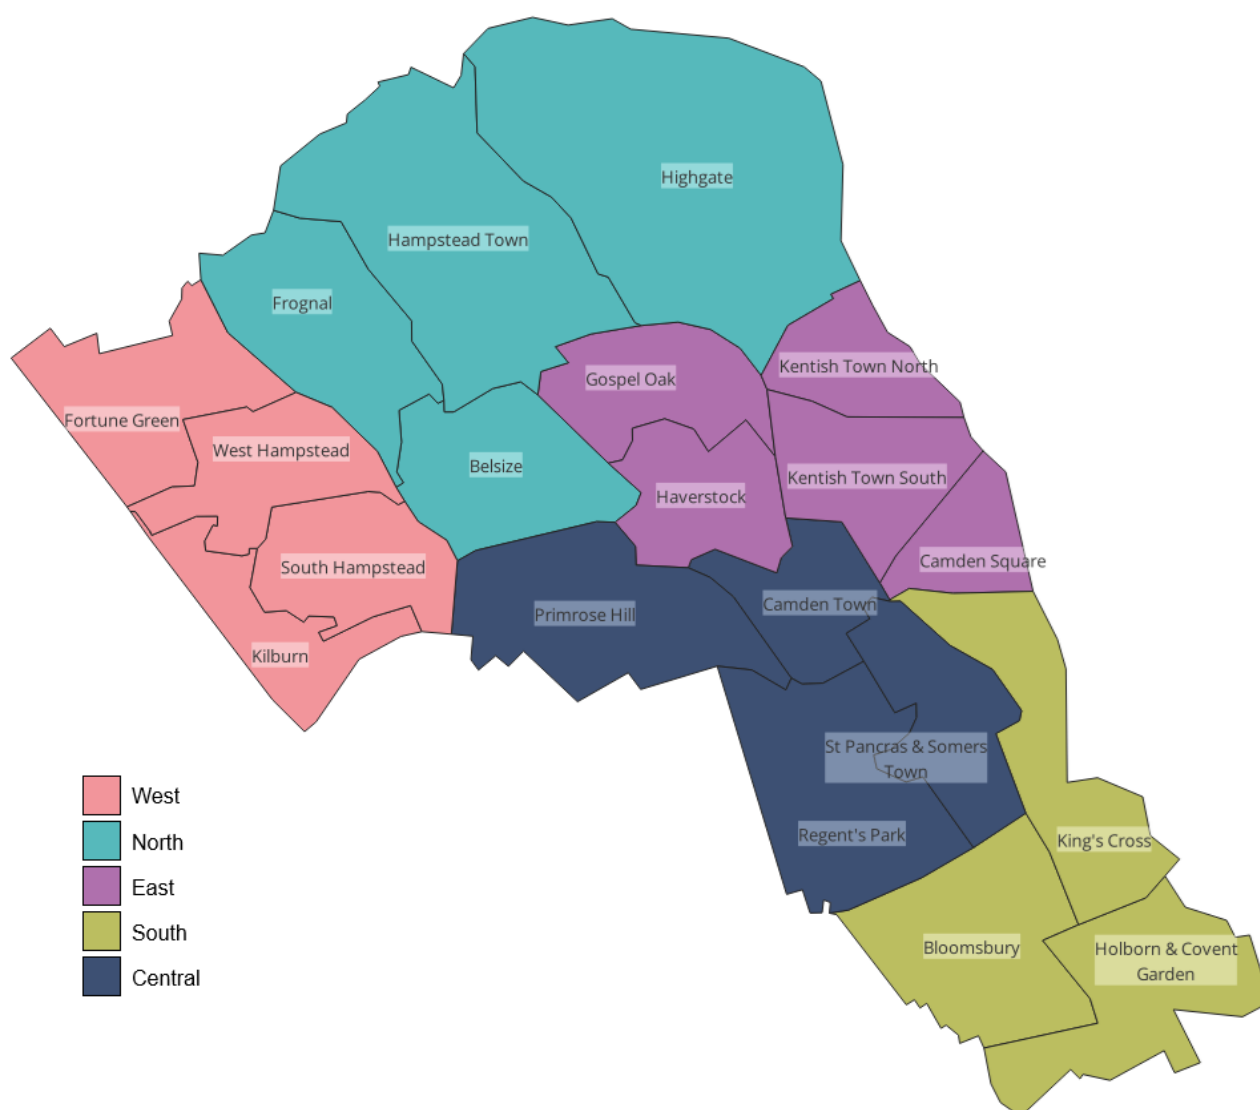 Highgate
Hampstead Town
Frognal
Kentish Town North
Gospel Oak
Fortune Green
West Hampstead
Belsize
Kentish Town South
Haverstock
Camden Square
South Hampstead
Camden Town
Primrose Hill
Kilburn
St Pancras & Somers
Town
Regent's Park
King's Cross
Bloomsbury
Holborn & Covent
Garden
West
North
East
South
Central